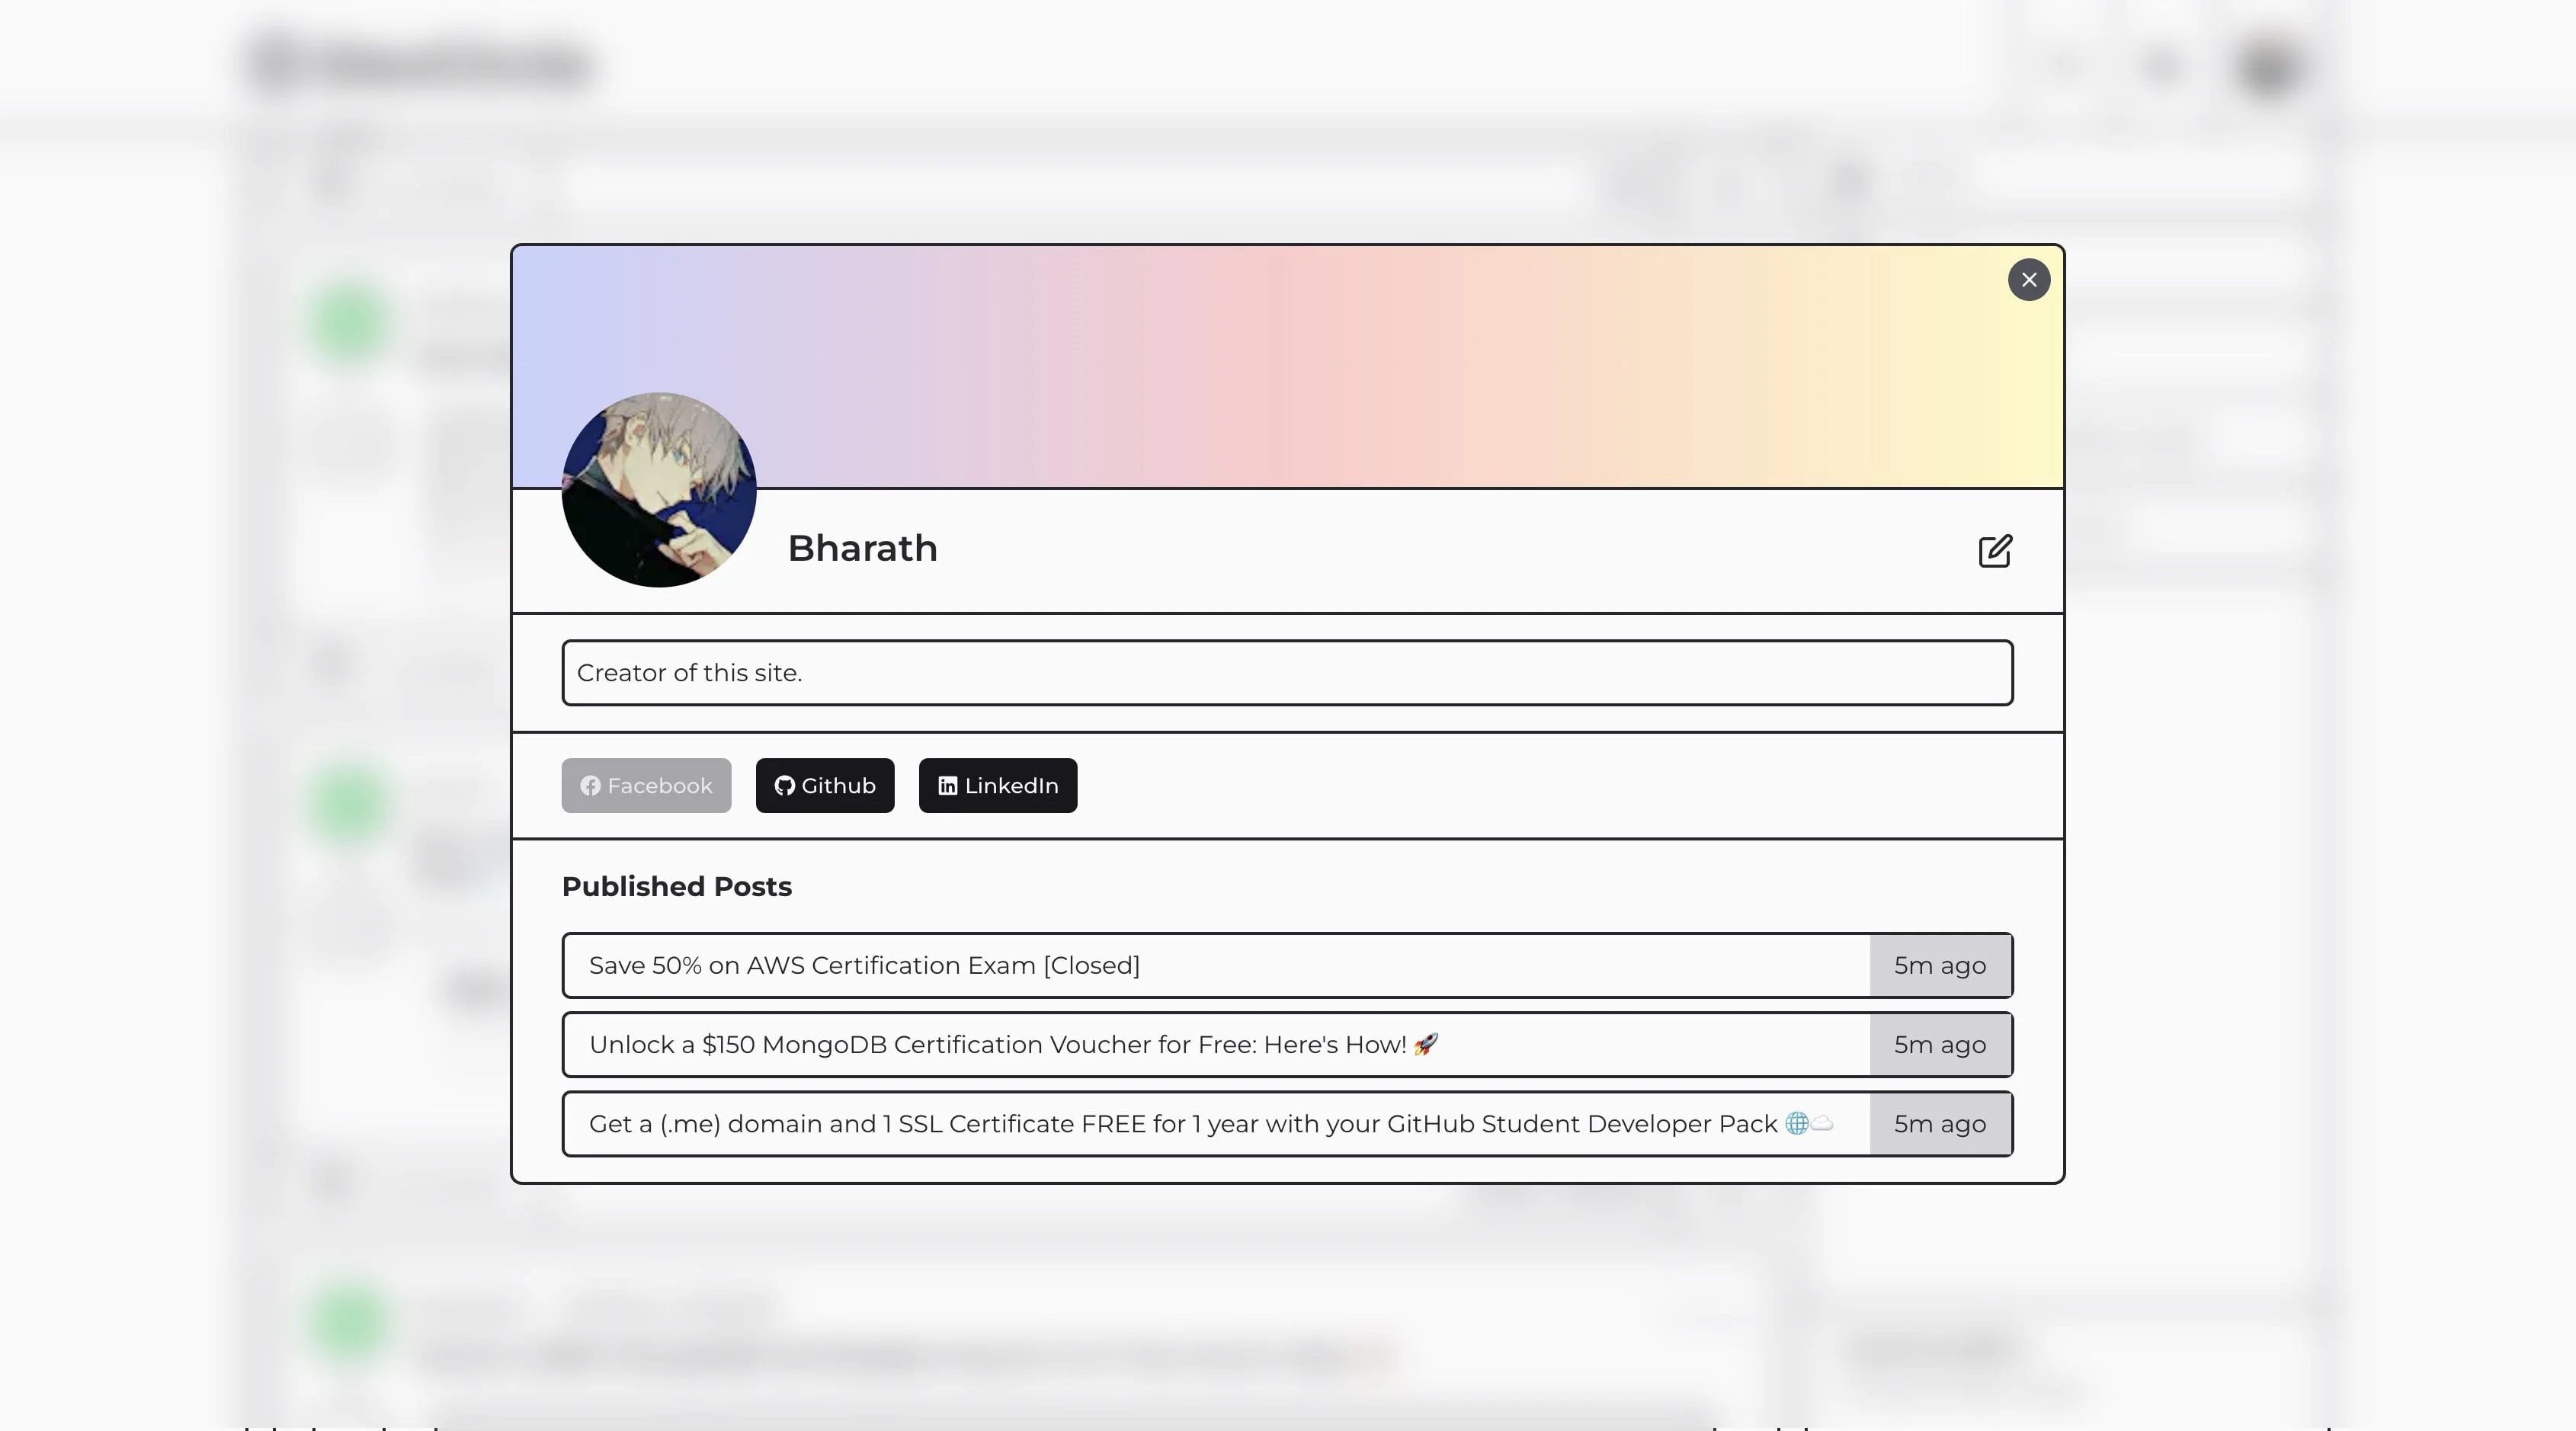 Bharath
Creator of this site.
Facebook Github LinkedIn
Published Posts
Save 50% on AWS Certification Exam [Closed] 5m ago
Unlock a $150 MongoDB Certification Voucher for Free: Here's How! 🚀 5m ago
Get a (.me) domain and 1 SSL Certificate FREE for 1 year with your GitHub Student Developer Pack 🌐☁️ 5m ago